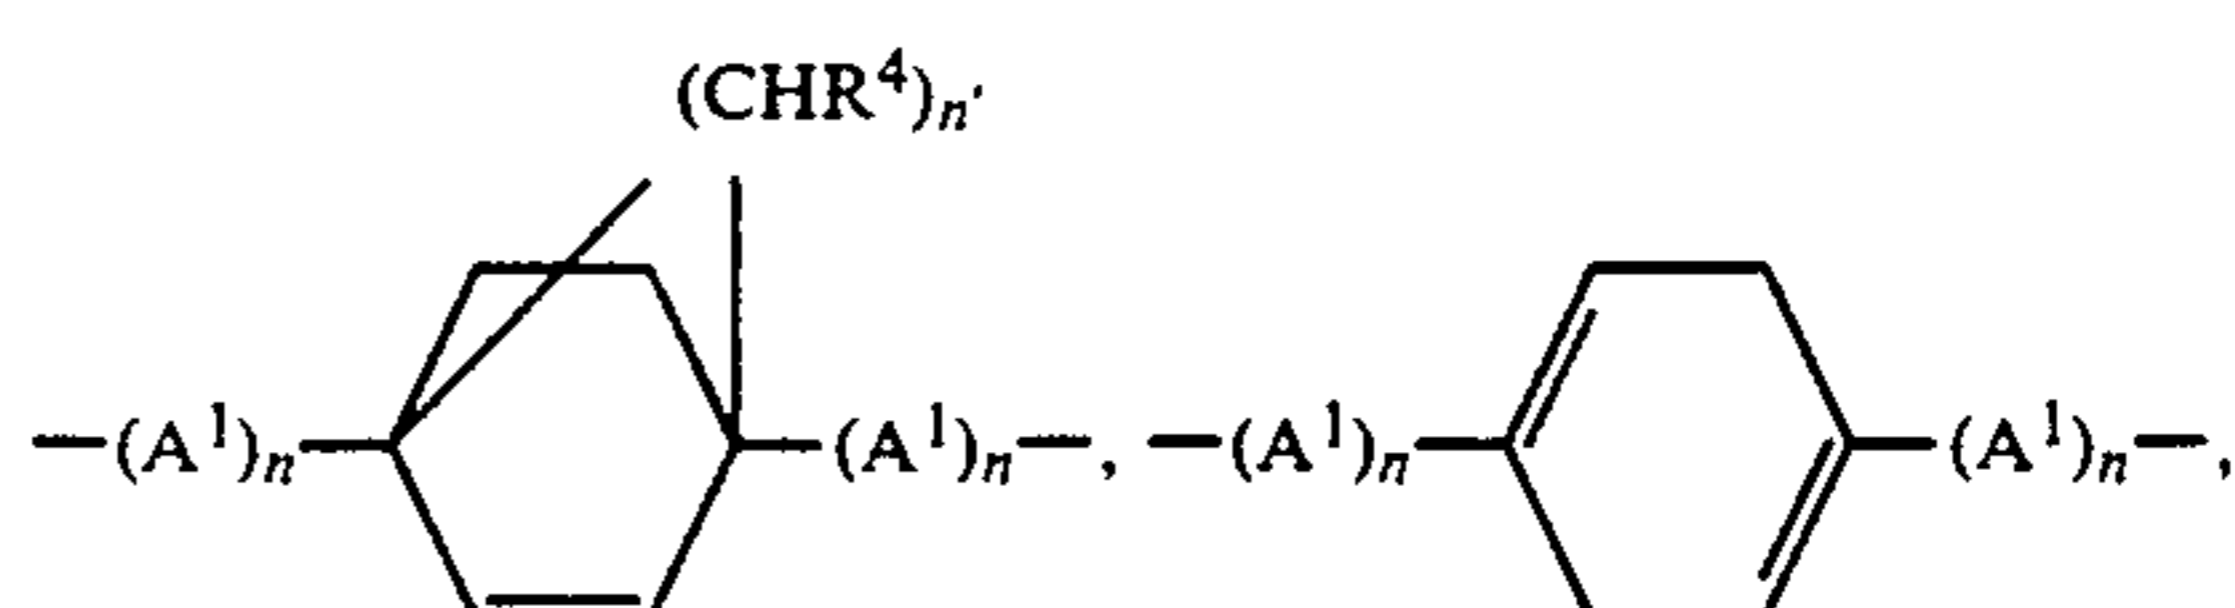 (CHR⁴)ₙ'
—(A¹)ₙ— —(A¹)ₙ—, —(A¹)ₙ— —(A¹)ₙ—,